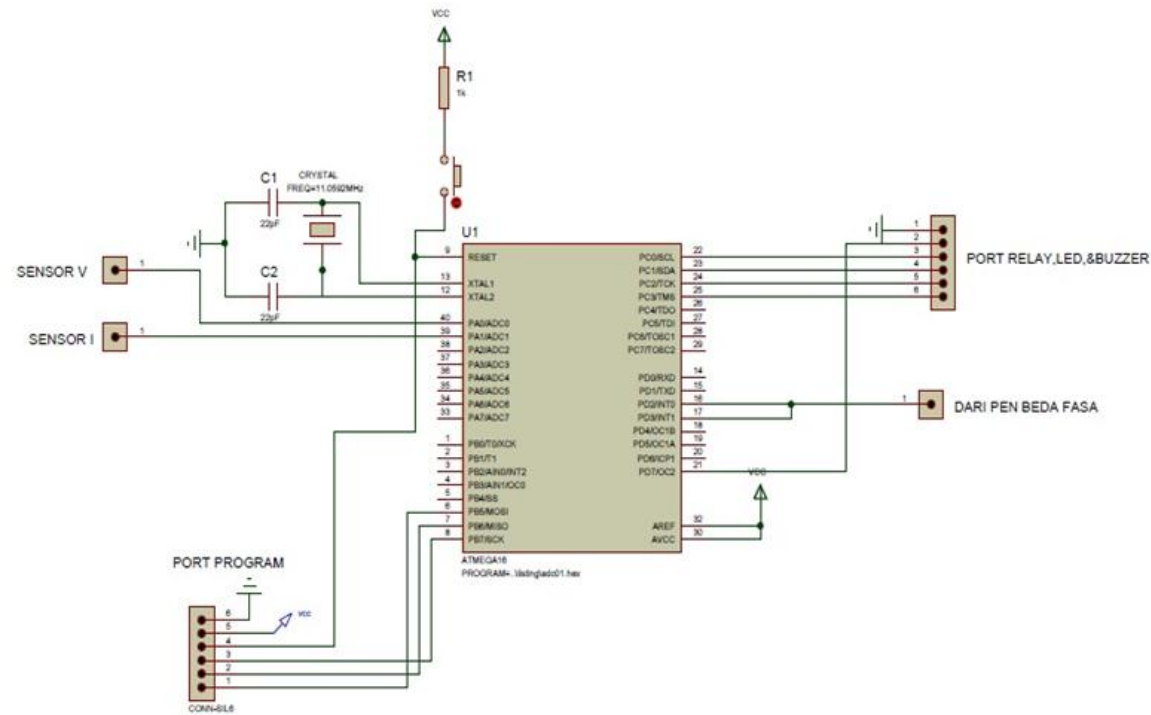 VCC
R1
1k
C1
22pF
CRYSTAL
FREQ=11.0592MHz
C2
22pF
SENSOR V
1
SENSOR I
1
U1
9 RESET
13 XTAL1
12 XTAL2
40 PA0/ADC0
39 PA1/ADC1
38 PA2/ADC2
37 PA3/ADC3
36 PA4/ADC4
35 PA5/ADC5
34 PA6/ADC6
33 PA7/ADC7
1 PB0/T0/XCK
2 PB1/T1
3 PB2/AIN0/INT2
4 PB3/AIN1/OC0
5 PB4/SS
6 PB5/MOSI
7 PB6/MISO
8 PB7/SCK
PC0/SCL 22
PC1/SDA 23
PC2/TCK 24
PC3/TMS 25
PC4/TDO 26
PC5/TDI 27
PC6/TOSC1 28
PC7/TOSC2 29
PD0/RXD 14
PD1/TXD 15
PD2/INT0 16
PD3/INT1 17
PD4/OC1B 18
PD5/OC1A 19
PD6/ICP1 20
PD7/OC2 21
AREF 32
AVCC 30
ATMEGA16
1
2
3
4
5
6
PORT RELAY,LED,&BUZZER
1
DARI PEN BEDA FASA
VCC
PORT PROGRAM
6
5
4
3
2
1
VCC
CONN-SIL6